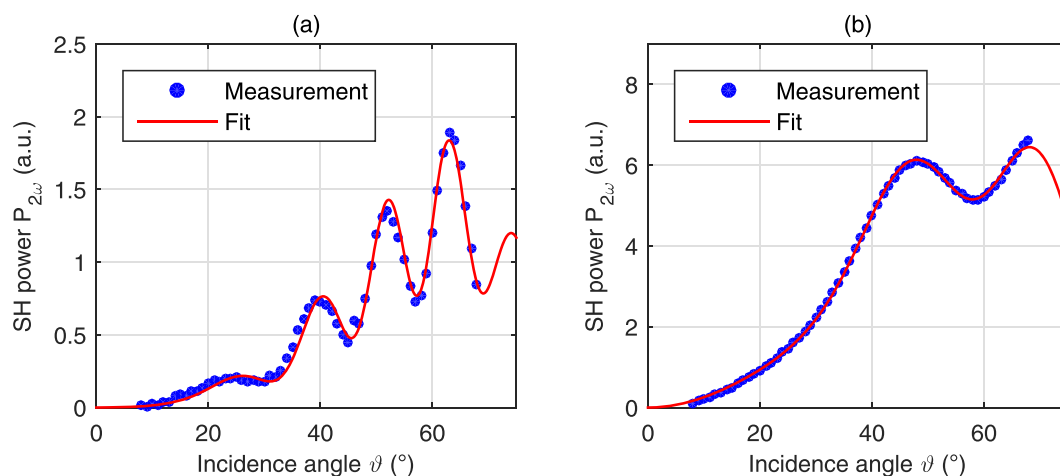 (a)
2.5
2
1.5
1
0.5
0
0
20
40
60
SH power P2ω (a.u.)
Incidence angle ϑ (°)
Measurement
Fit
(b)
8
6
4
2
0
0
20
40
60
SH power P2ω (a.u.)
Incidence angle ϑ (°)
Measurement
Fit